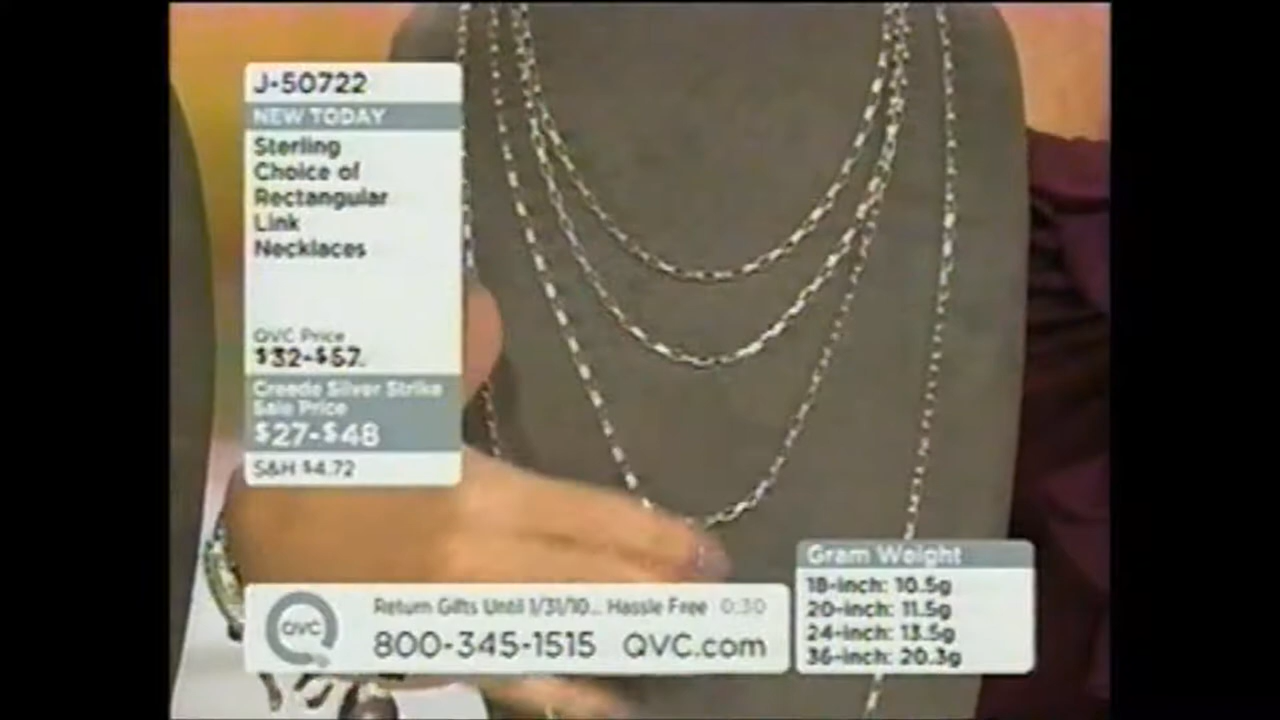 J-50722
NEW TODAY
Sterling
Choice of
Rectangular
Link
Necklaces
QVC Price
$32-$57
Creedo Silver Strike
Sale Price
$27-$48
S&H $4.72
Gram Weight
18-inch: 10.5g
20-inch: 11.5g
24-inch: 13.5g
36-inch: 20.3g
QVC
Return Gifts Until 1/31/10... Hassle Free 0:30
800-345-1515 QVC.com